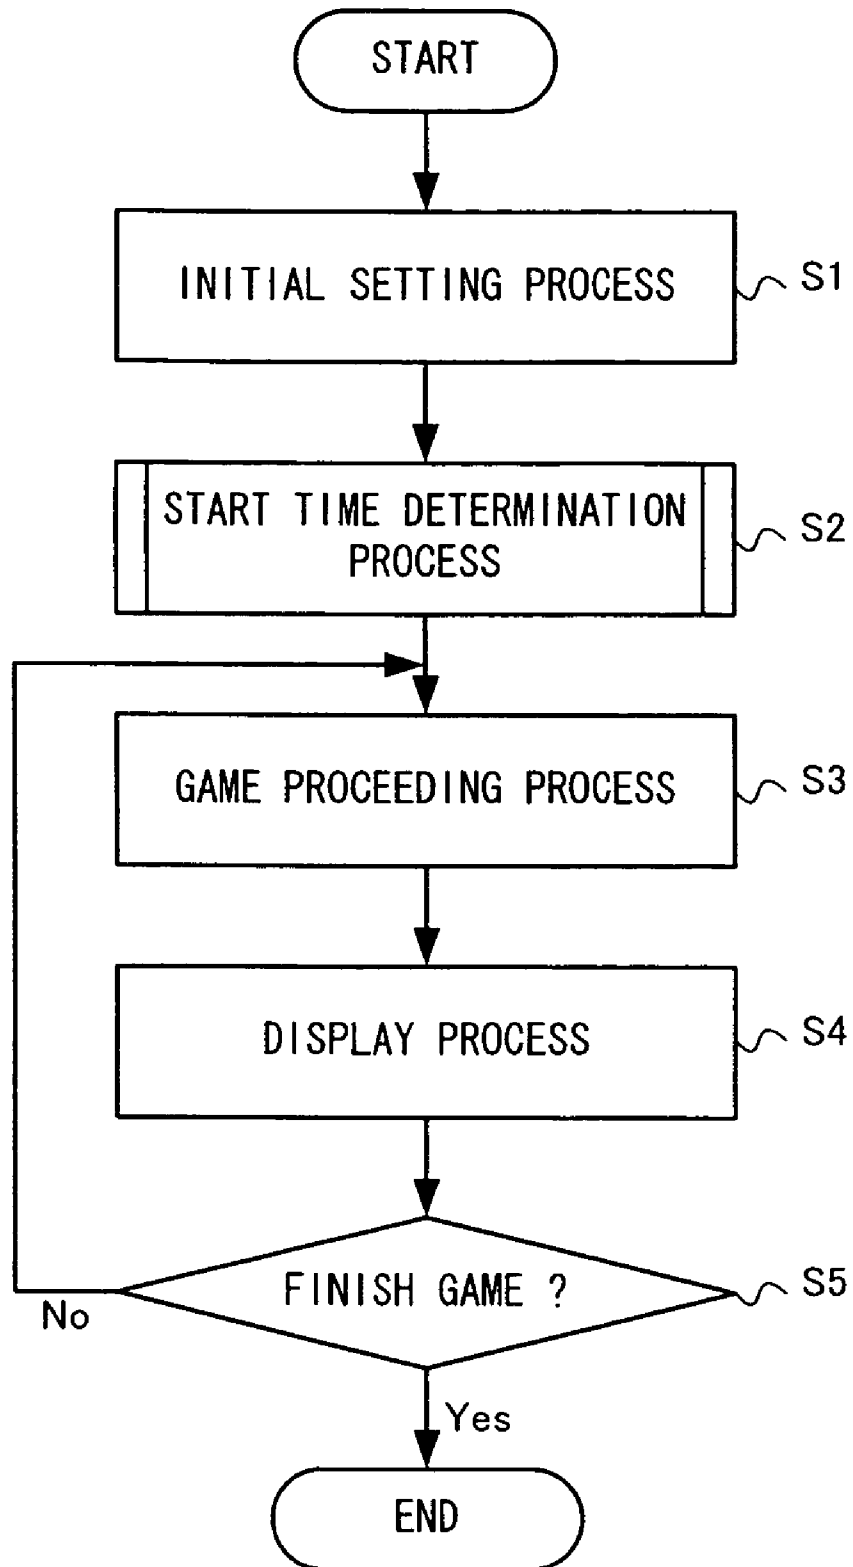 START
INITIAL SETTING PROCESS
S1
START TIME DETERMINATION
PROCESS
S2
GAME PROCEEDING PROCESS
S3
DISPLAY PROCESS
S4
FINISH GAME ?
S5
No
Yes
END